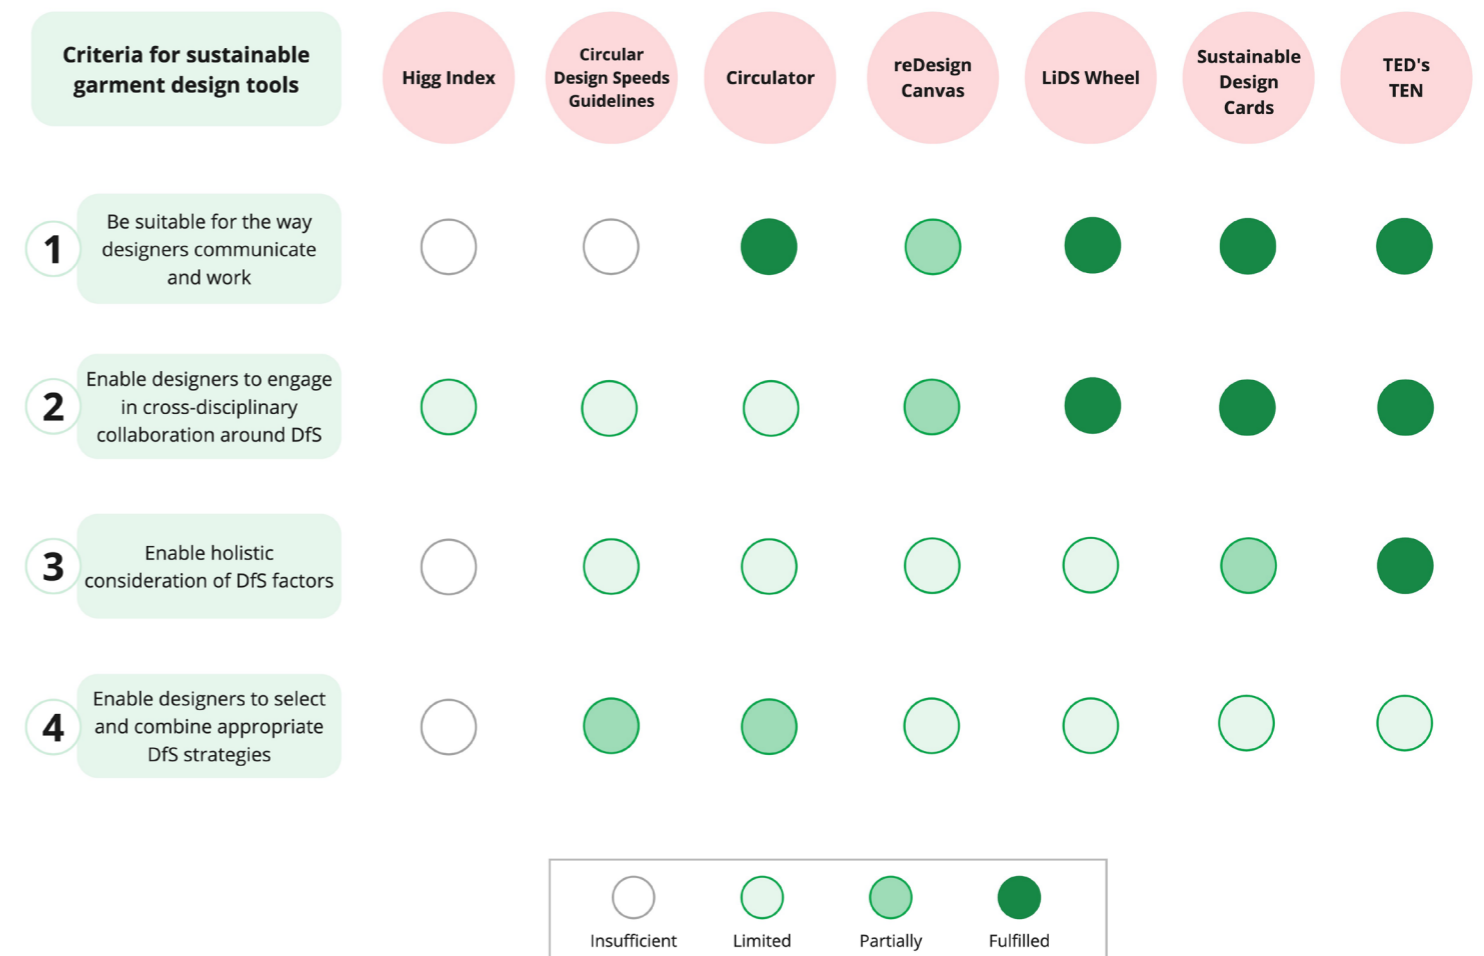 Criteria for sustainable
garment design tools
Higg Index
Circular
Design Speeds
Guidelines
Circulator
reDesign
Canvas
LiDS Wheel
Sustainable
Design
Cards
TED's
TEN
1
Be suitable for the way
designers communicate
and work
2
Enable designers to engage
in cross-disciplinary
collaboration around DfS
3
Enable holistic
consideration of DfS factors
4
Enable designers to select
and combine appropriate
DfS strategies
Insufficient
Limited
Partially
Fulfilled